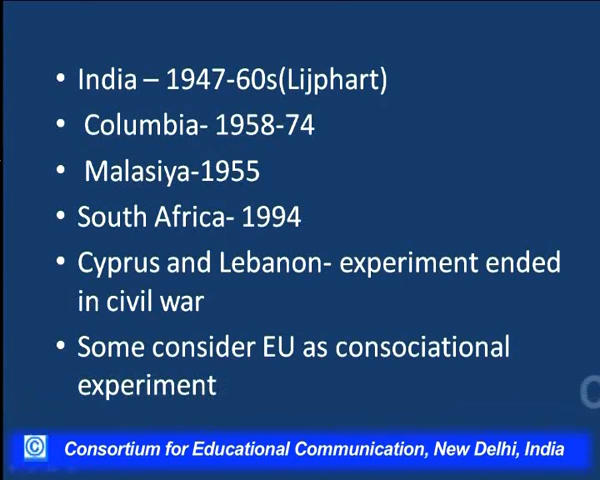 • India – 1947-60s(Lijphart)
• Columbia- 1958-74
• Malasiya-1955
• South Africa- 1994
• Cyprus and Lebanon- experiment ended
in civil war
• Some consider EU as consociational
experiment
© Consortium for Educational Communication, New Delhi, India